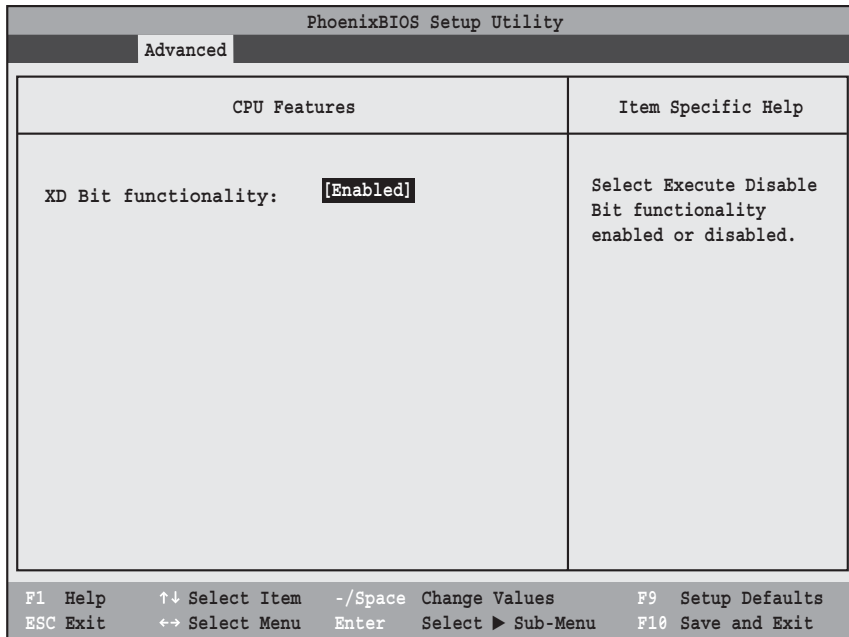 PhoenixBIOS Setup Utility
Advanced
CPU Features
Item Specific Help
XD Bit functionality: [Enabled]
Select Execute Disable
Bit functionality
enabled or disabled.
F1 Help ↑↓ Select Item -/Space Change Values F9 Setup Defaults
ESC Exit ←→ Select Menu Enter Select ▶ Sub-Menu F10 Save and Exit